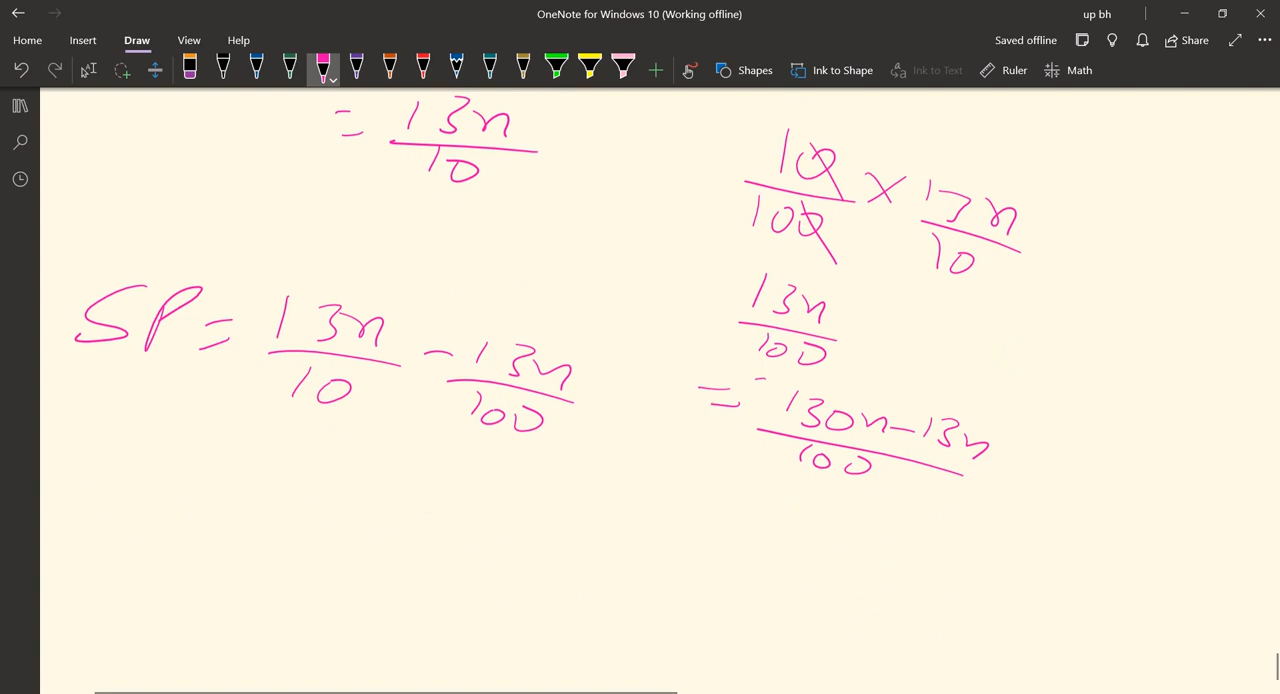 OneNote for Windows 10 (Working offline)
up bh
Home Insert Draw View Help
Saved offline
Share
Shapes
Ink to Shape
Ink to Text
Ruler
Math
= 13n/10
10/100 × 13n/10
13n/100
SP = 13n/10 - 13n/100
= 130n - 13n/100